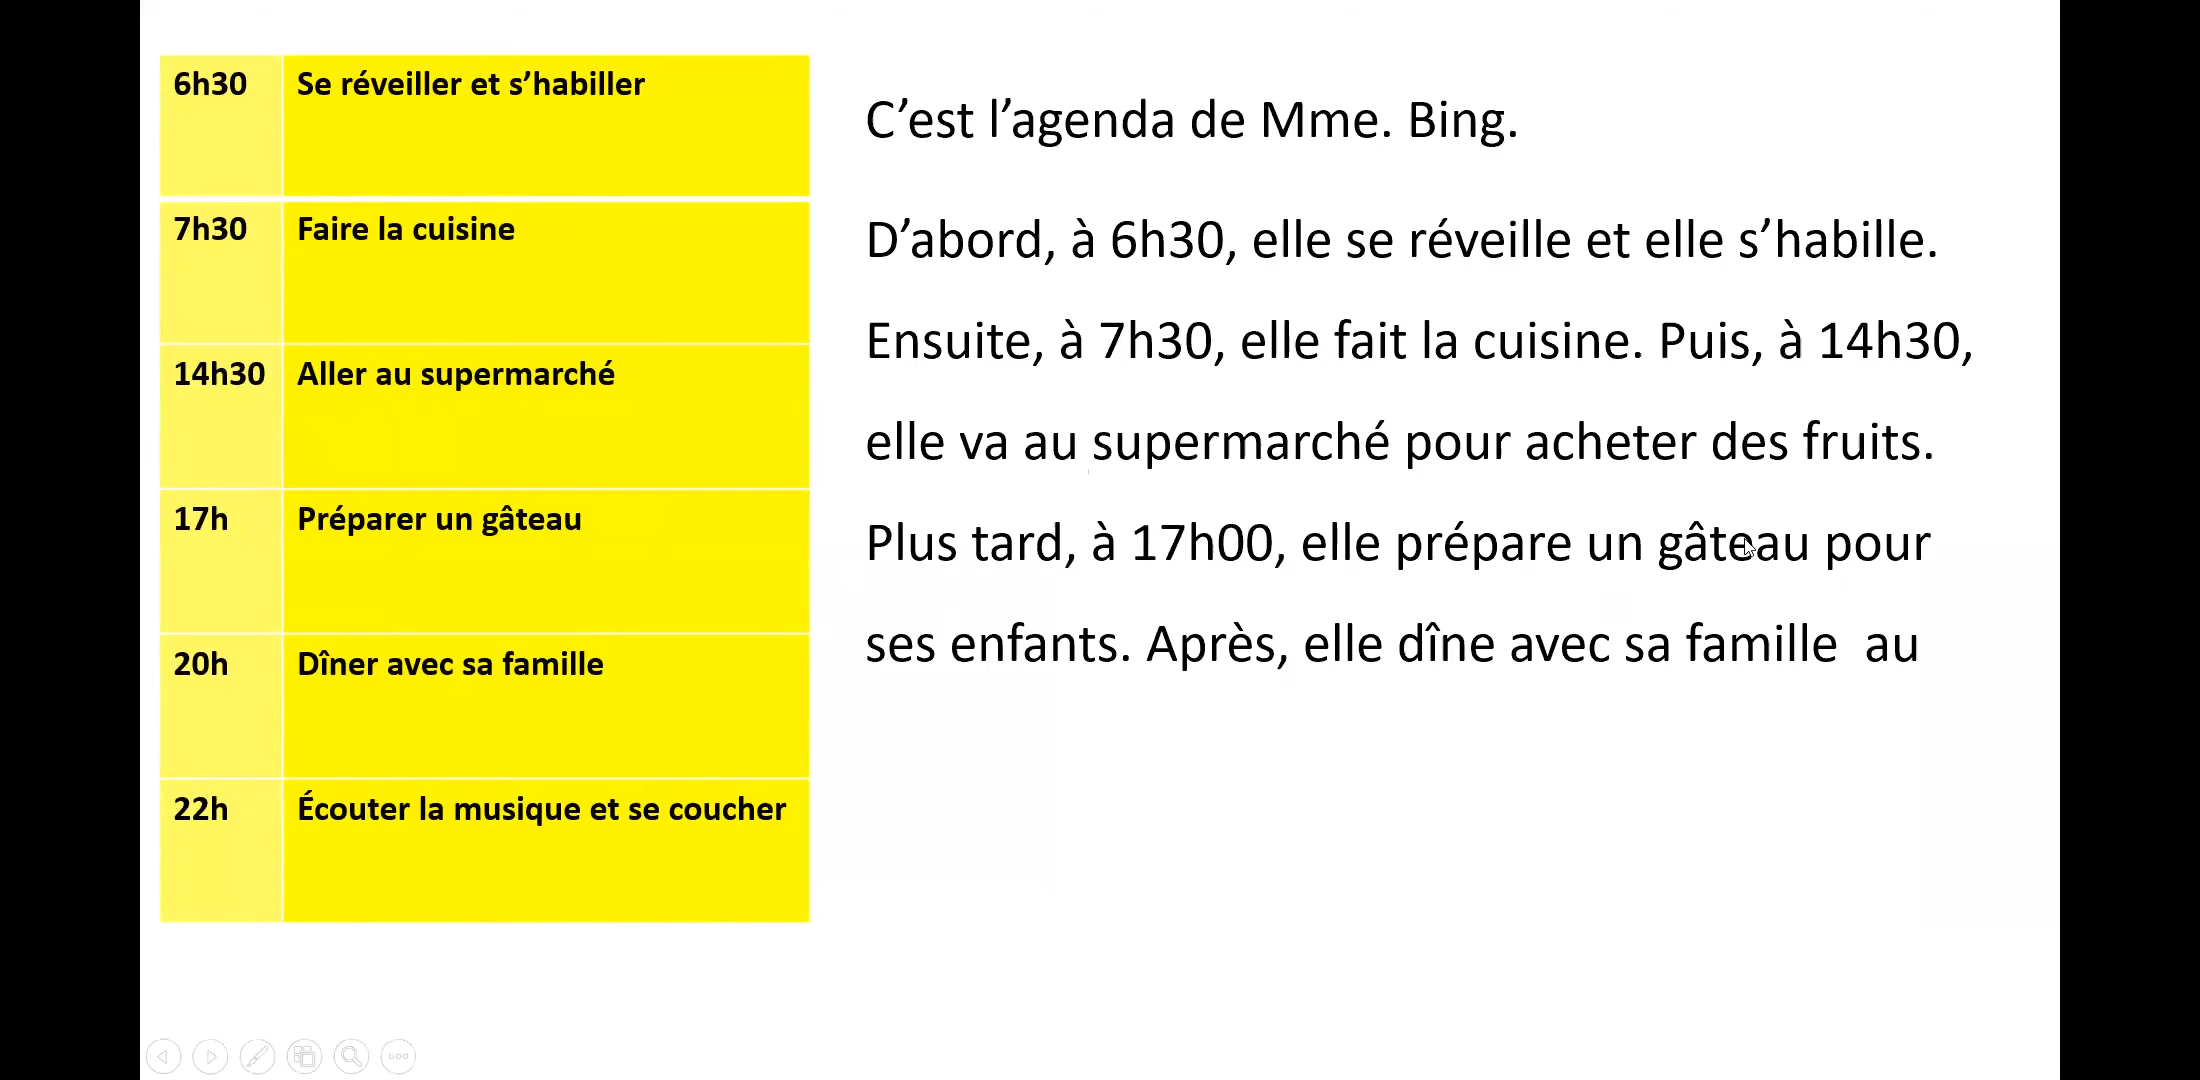 6h30 Se réveiller et s’habiller
7h30 Faire la cuisine
14h30 Aller au supermarché
17h Préparer un gâteau
20h Dîner avec sa famille
22h Écouter la musique et se coucher
C’est l’agenda de Mme. Bing.
D’abord, à 6h30, elle se réveille et elle s’habille.
Ensuite, à 7h30, elle fait la cuisine. Puis, à 14h30,
elle va au supermarché pour acheter des fruits.
Plus tard, à 17h00, elle prépare un gâteau pour
ses enfants. Après, elle dîne avec sa famille au